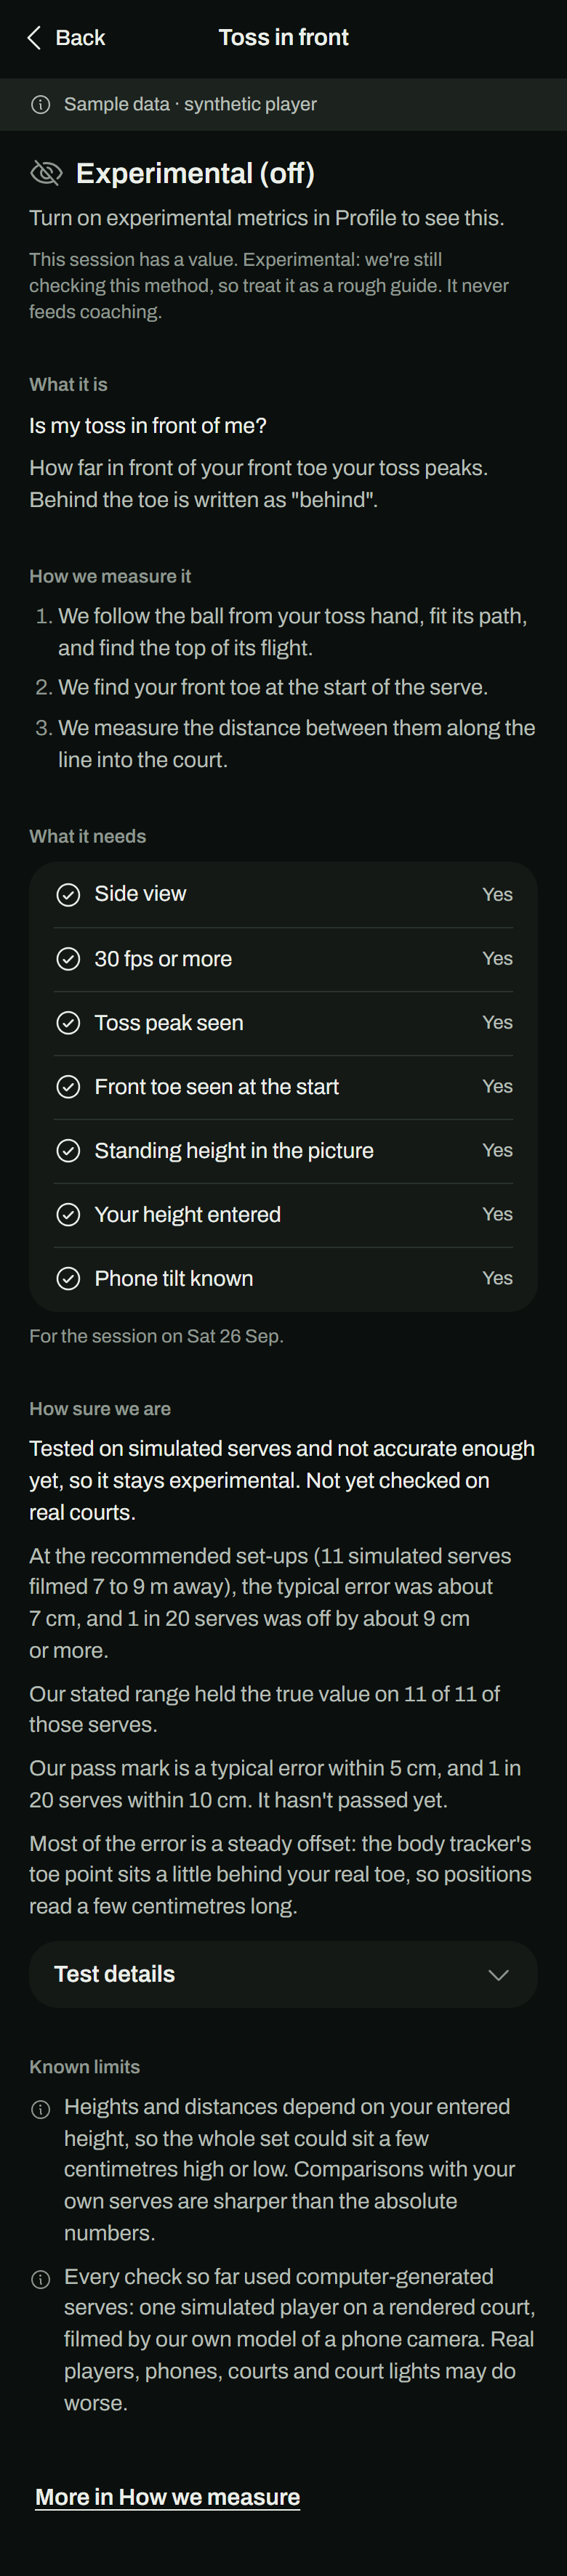 Back
Toss in front
Sample data · synthetic player
Experimental (off)
Turn on experimental metrics in Profile to see this.
This session has a value. Experimental: we're still
checking this method, so treat it as a rough guide. It never
feeds coaching.
What it is
Is my toss in front of me?
How far in front of your front toe your toss peaks.
Behind the toe is written as "behind".
How we measure it
1. We follow the ball from your toss hand, fit its path,
and find the top of its flight.
2. We find your front toe at the start of the serve.
3. We measure the distance between them along the
line into the court.
What it needs
Side view Yes
30 fps or more Yes
Toss peak seen Yes
Front toe seen at the start Yes
Standing height in the picture Yes
Your height entered Yes
Phone tilt known Yes
For the session on Sat 26 Sep.
How sure we are
Tested on simulated serves and not accurate enough
yet, so it stays experimental. Not yet checked on
real courts.
At the recommended set-ups (11 simulated serves
filmed 7 to 9 m away), the typical error was about
7 cm, and 1 in 20 serves was off by about 9 cm
or more.
Our stated range held the true value on 11 of 11 of
those serves.
Our pass mark is a typical error within 5 cm, and 1 in
20 serves within 10 cm. It hasn't passed yet.
Most of the error is a steady offset: the body tracker's
toe point sits a little behind your real toe, so positions
read a few centimetres long.
Test details
Known limits
Heights and distances depend on your entered
height, so the whole set could sit a few
centimetres high or low. Comparisons with your
own serves are sharper than the absolute
numbers.
Every check so far used computer-generated
serves: one simulated player on a rendered court,
filmed by our own model of a phone camera. Real
players, phones, courts and court lights may do
worse.
More in How we measure